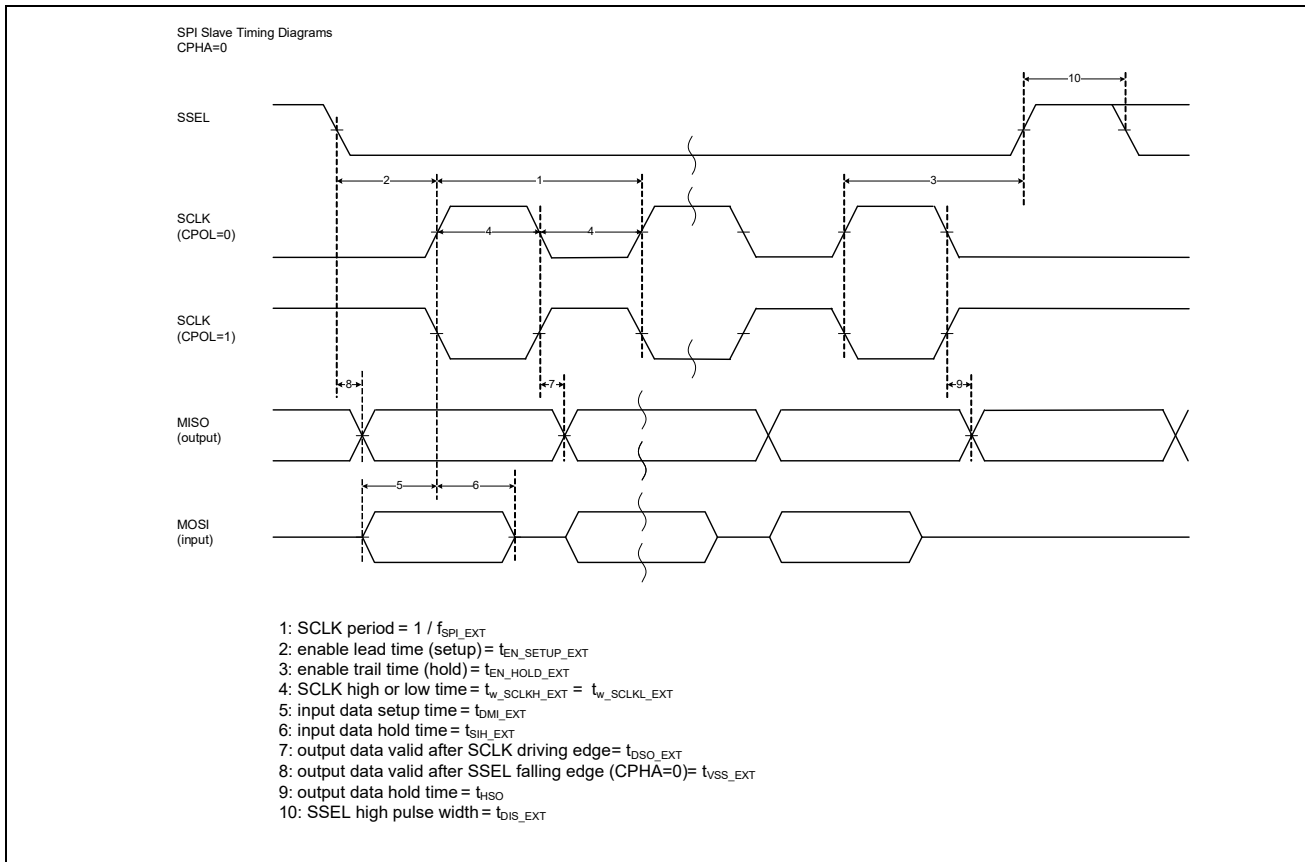 SPI Slave Timing Diagrams
CPHA=0
10
SSEL
2
1
3
SCLK
(CPOL=0)
4
4
SCLK
(CPOL=1)
8
7
9
MISO
(output)
5
6
MOSI
(input)
1: SCLK period = 1 / fSPI_EXT
2: enable lead time (setup) = tEN_SETUP_EXT
3: enable trail time (hold) = tEN_HOLD_EXT
4: SCLK high or low time = tw_SCLKH_EXT = tw_SCLKL_EXT
5: input data setup time = tDMI_EXT
6: input data hold time = tSIH_EXT
7: output data valid after SCLK driving edge= tDSO_EXT
8: output data valid after SSEL falling edge (CPHA=0)= tVSS_EXT
9: output data hold time = tHSO
10: SSEL high pulse width = tDIS_EXT